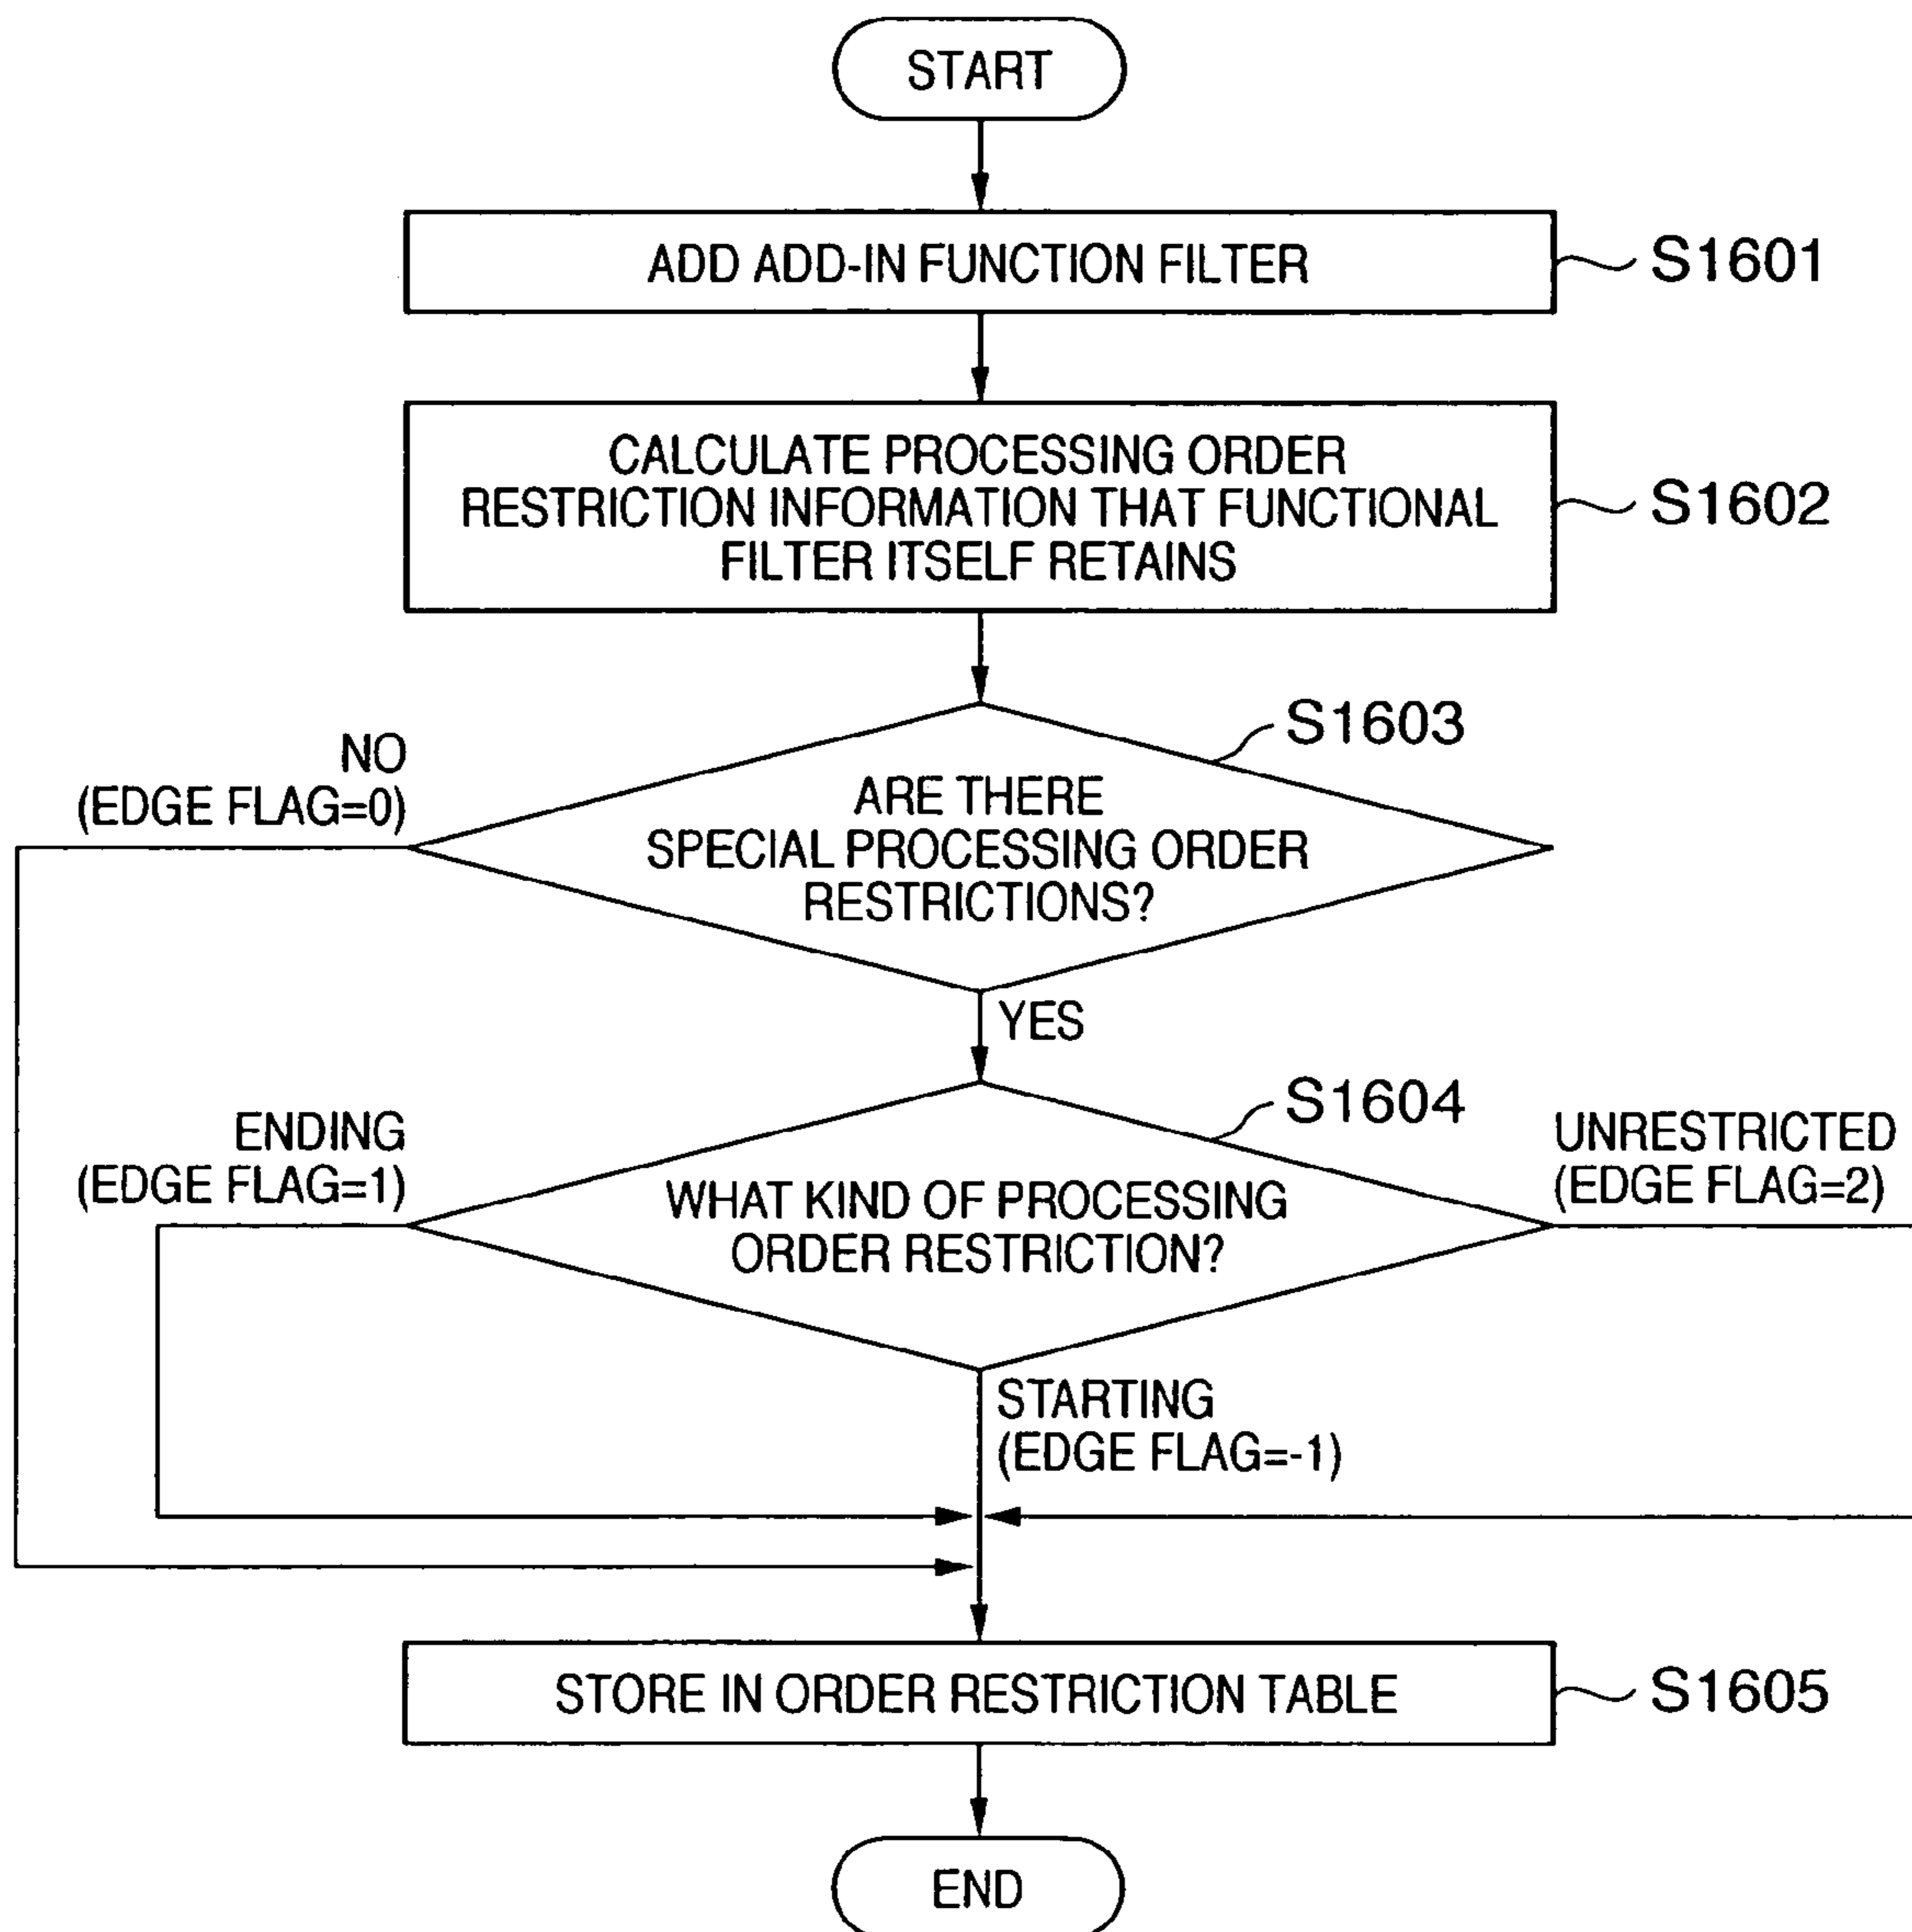 START
ADD ADD-IN FUNCTION FILTER
S1601
CALCULATE PROCESSING ORDER
RESTRICTION INFORMATION THAT FUNCTIONAL
FILTER ITSELF RETAINS
S1602
S1603
NO
(EDGE FLAG=0)
ARE THERE
SPECIAL PROCESSING ORDER
RESTRICTIONS?
YES
S1604
ENDING
(EDGE FLAG=1)
UNRESTRICTED
(EDGE FLAG=2)
WHAT KIND OF PROCESSING
ORDER RESTRICTION?
STARTING
(EDGE FLAG=-1)
STORE IN ORDER RESTRICTION TABLE
S1605
END